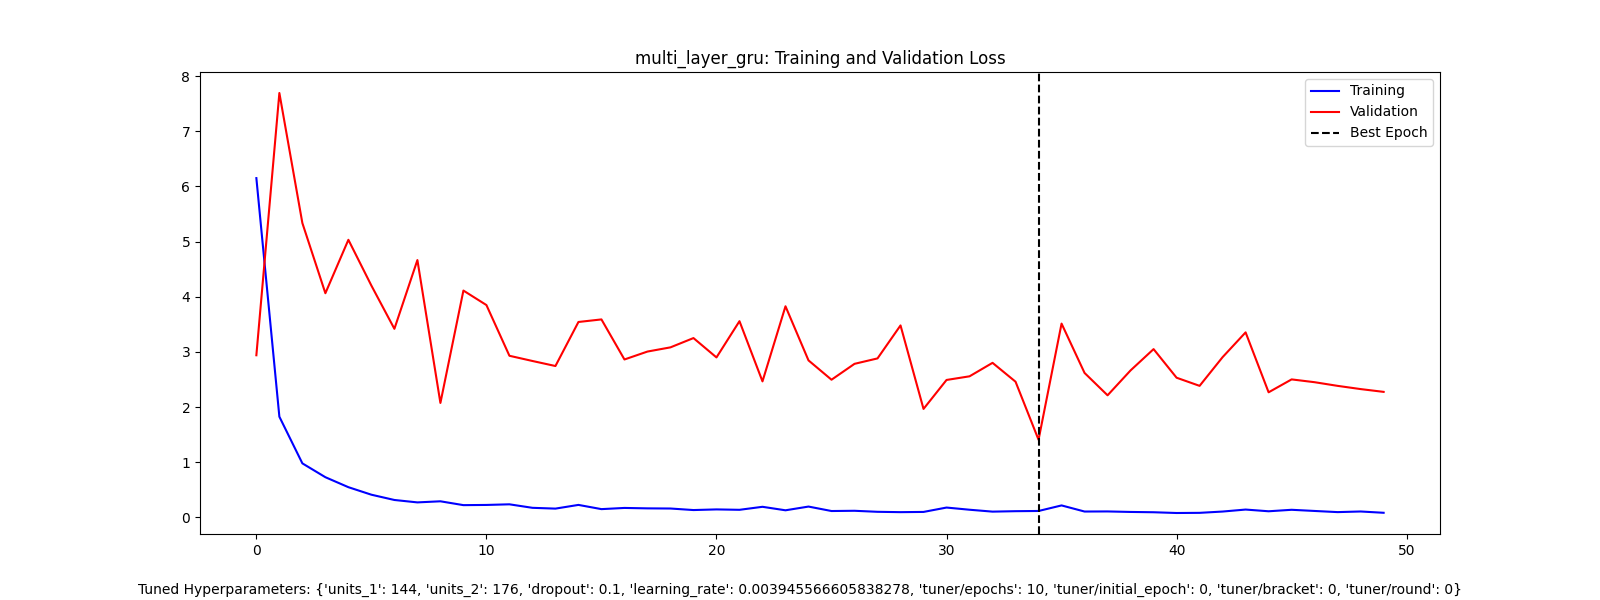 multi_layer_gru: Training and Validation Loss
8
7
6
5
4
3
2
1
0
Training
Validation
Best Epoch
0 10 20 30 40 50
Tuned Hyperparameters: {'units_1': 144, 'units_2': 176, 'dropout': 0.1, 'learning_rate': 0.0039455666605838278, 'tuner/epochs': 10, 'tuner/initial_epoch': 0, 'tuner/bracket': 0, 'tuner/round': 0}